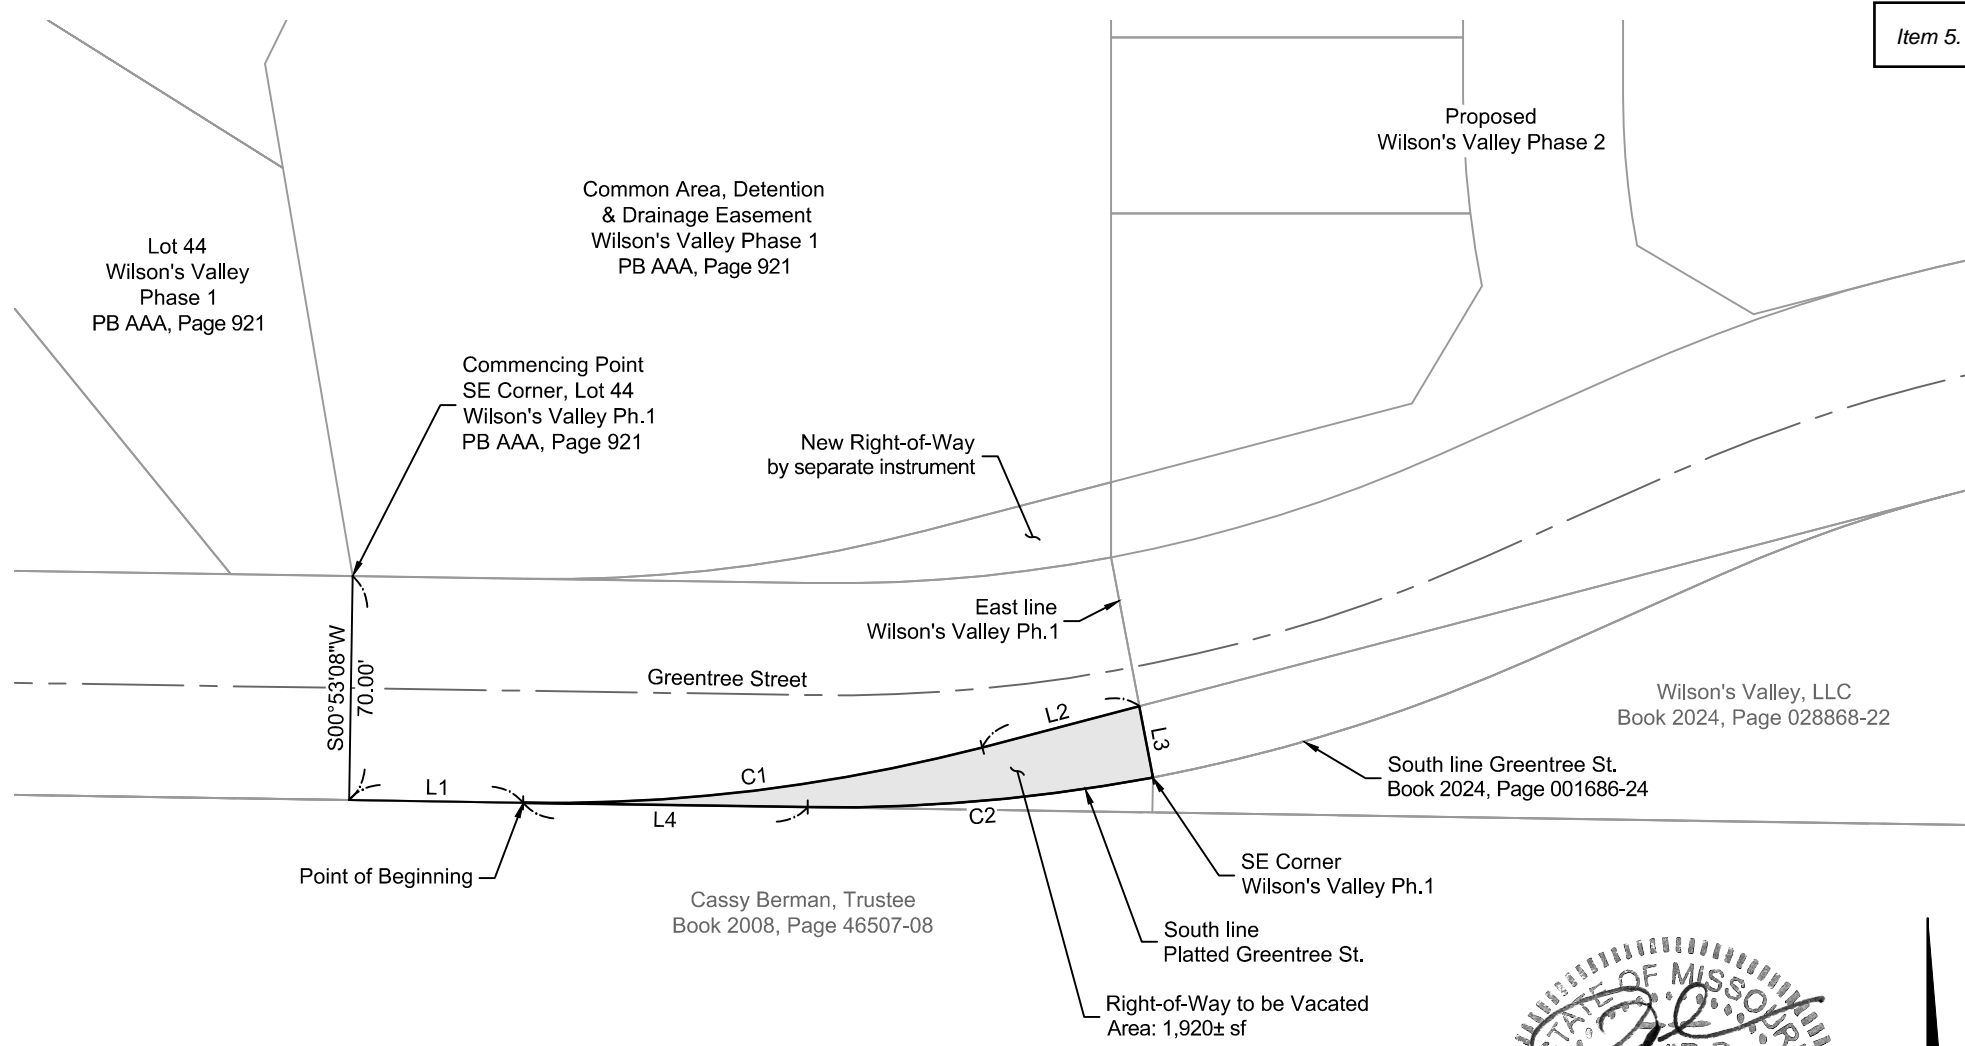 Item 5.
Proposed
Wilson's Valley Phase 2
Common Area, Detention
& Drainage Easement
Wilson's Valley Phase 1
PB AAA, Page 921
Lot 44
Wilson's Valley
Phase 1
PB AAA, Page 921
Commencing Point
SE Corner, Lot 44
Wilson's Valley Ph.1
PB AAA, Page 921
New Right-of-Way
by separate instrument
East line
Wilson's Valley Ph.1
S00°53'08"W
70.00'
Greentree Street
Wilson's Valley, LLC
Book 2024, Page 028868-22
L2
L3
C1
L1
L4
C2
South line Greentree St.
Book 2024, Page 001686-24
Point of Beginning
SE Corner
Wilson's Valley Ph.1
Cassy Berman, Trustee
Book 2008, Page 46507-08
South line
Platted Greentree St.
Right-of-Way to be Vacated
Area: 1,920± sf
STATE OF MISSOURI